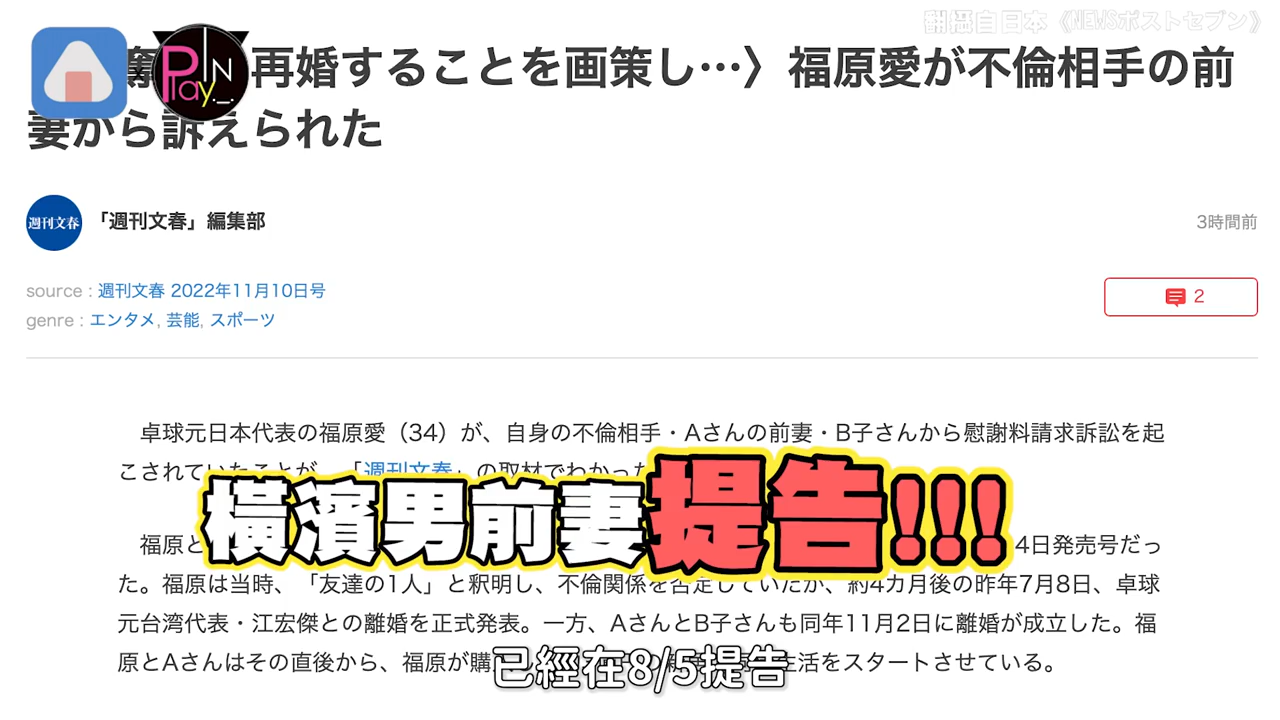 翻攝自日本《NEWSポストセブン》
PlayIN
再婚することを画策し…〉福原愛が不倫相手の前
妻から訴えられた
週刊文春
「週刊文春」編集部
3時間前
source : 週刊文春 2022年11月10日号
genre : エンタメ, 芸能, スポーツ
2
卓球元日本代表の福原愛（34）が、自身の不倫相手・Aさんの前妻・B子さんから慰謝料請求訴訟を起
こされていたことが、「週刊文春」の取材でわかった
橫濱男前妻提告!!!
福原と
4日発売号だっ
た。福原は当時、「友達の1人」と釈明し、不倫関係を否定していたが、約4カ月後の昨年7月8日、卓球
元台湾代表・江宏傑との離婚を正式発表。一方、AさんとB子さんも同年11月2日に離婚が成立した。福
原とAさんはその直後から、福原が購
生活をスタートさせている。
已經在8/5提告